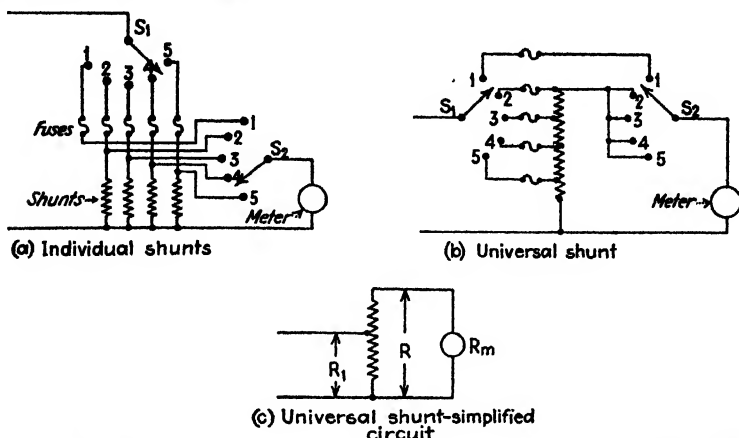 S1
1
2
3
4
5
Fuses
1
2
3
4
5
S2
Shunts
Meter
(a) Individual shunts
1
2
3
4
5
S1
1
2
3
4
5
S2
Meter
(b) Universal shunt
R1
R
Rm
(c) Universal shunt-simplified
circuit